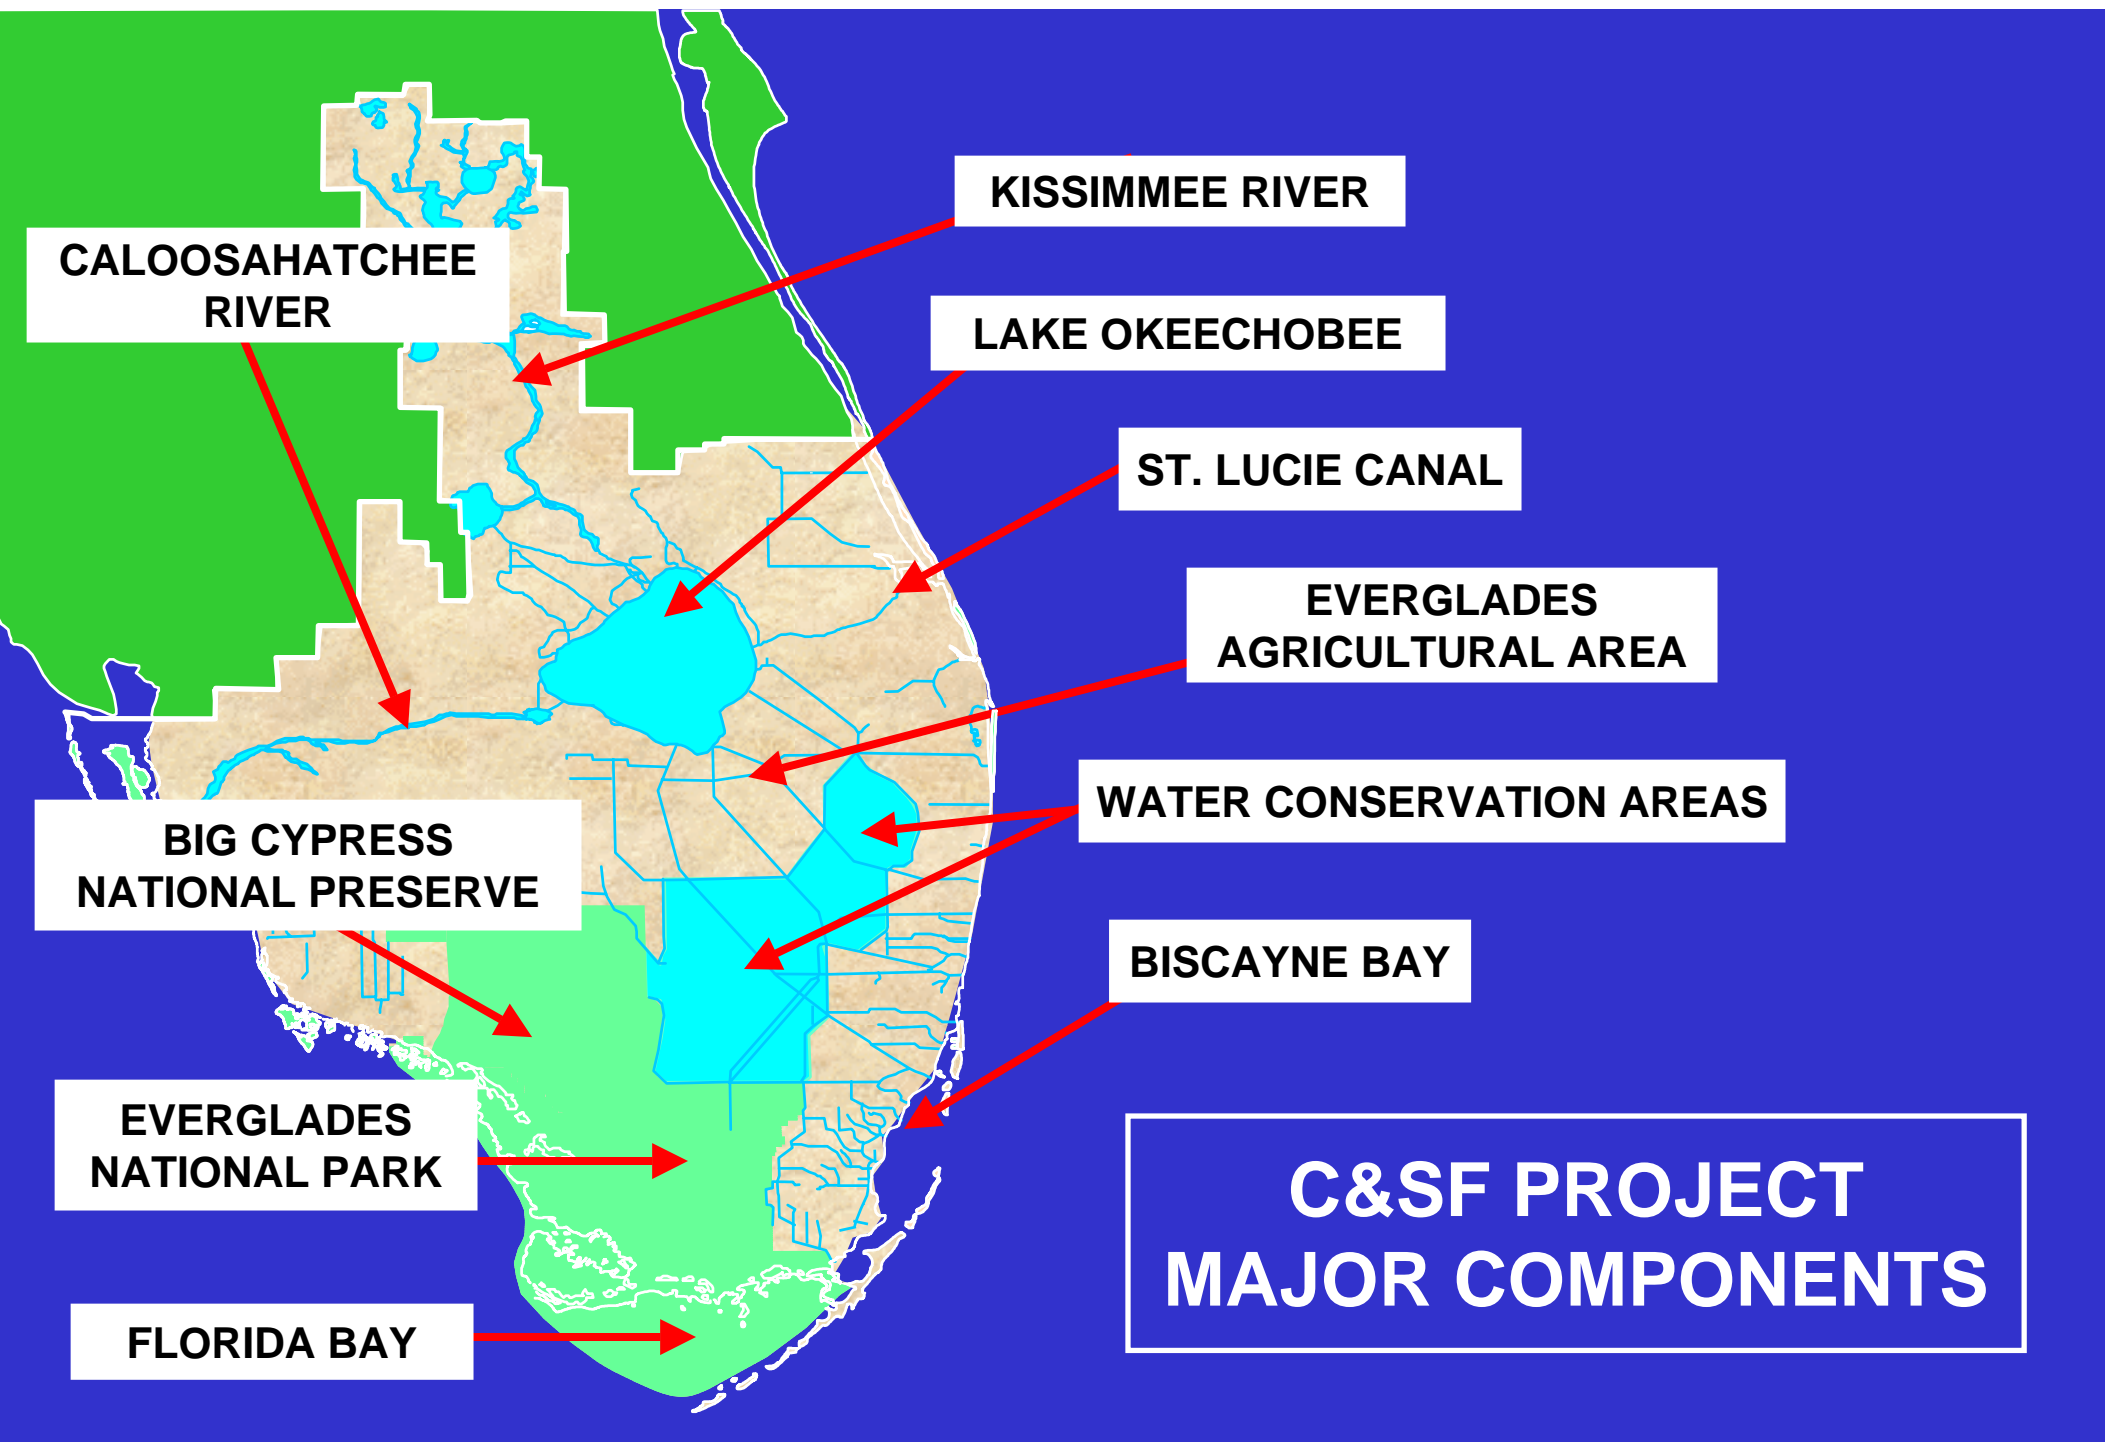 KISSIMMEE RIVER
CALOOSAHATCHEE
RIVER
LAKE OKEECHOBEE
ST. LUCIE CANAL
EVERGLADES
AGRICULTURAL AREA
WATER CONSERVATION AREAS
BIG CYPRESS
NATIONAL PRESERVE
BISCAYNE BAY
EVERGLADES
NATIONAL PARK
C&SF PROJECT
MAJOR COMPONENTS
FLORIDA BAY